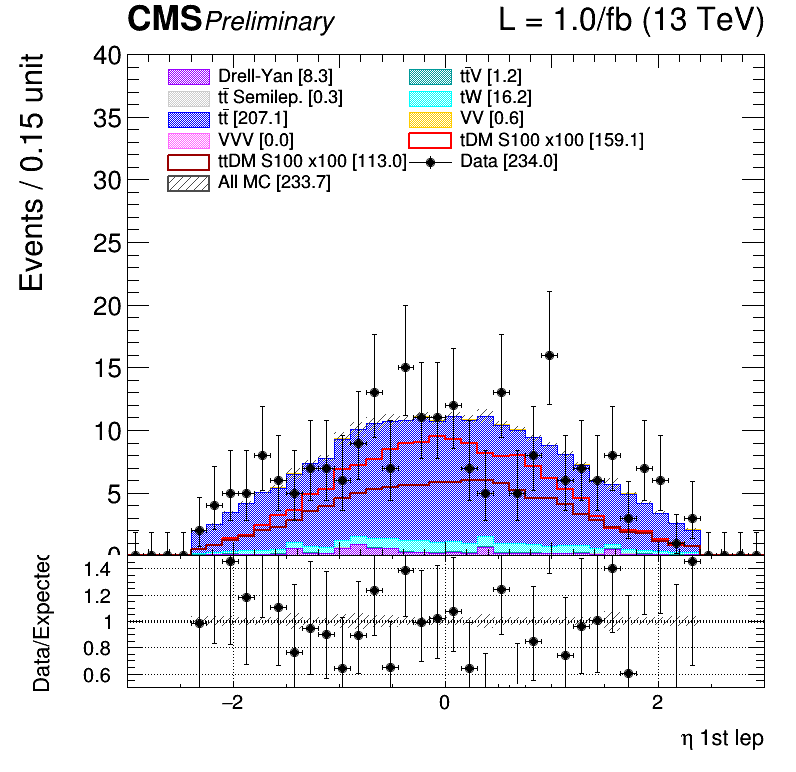 CMS Preliminary L = 1.0/fb (13 TeV)
Events / 0.15 unit
40
35
30
25
20
15
10
5
0
Drell-Yan [8.3]
tt̄ Semilep. [0.3]
tt̄ [207.1]
VVV [0.0]
ttDM S100 x100 [113.0]
All MC [233.7]
tt̄V [1.2]
tW [16.2]
VV [0.6]
tDM S100 x100 [159.1]
Data [234.0]
Data/Expected
1.4
1.2
1
0.8
0.6
−2 0 2
η 1st lep